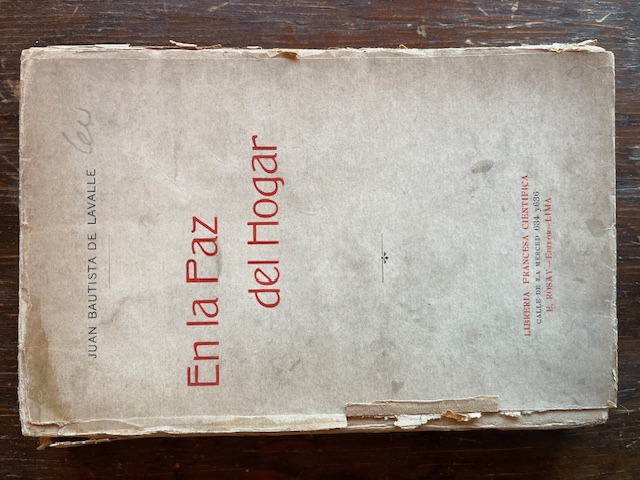 JUAN BAUTISTA DE LAVALLE
En la Paz
del Hogar
LIBRERIA FRANCESA CIENTIFICA
CALLE DE LA MERCED 634 y 636
E. ROSAY—EDITOR—LIMA